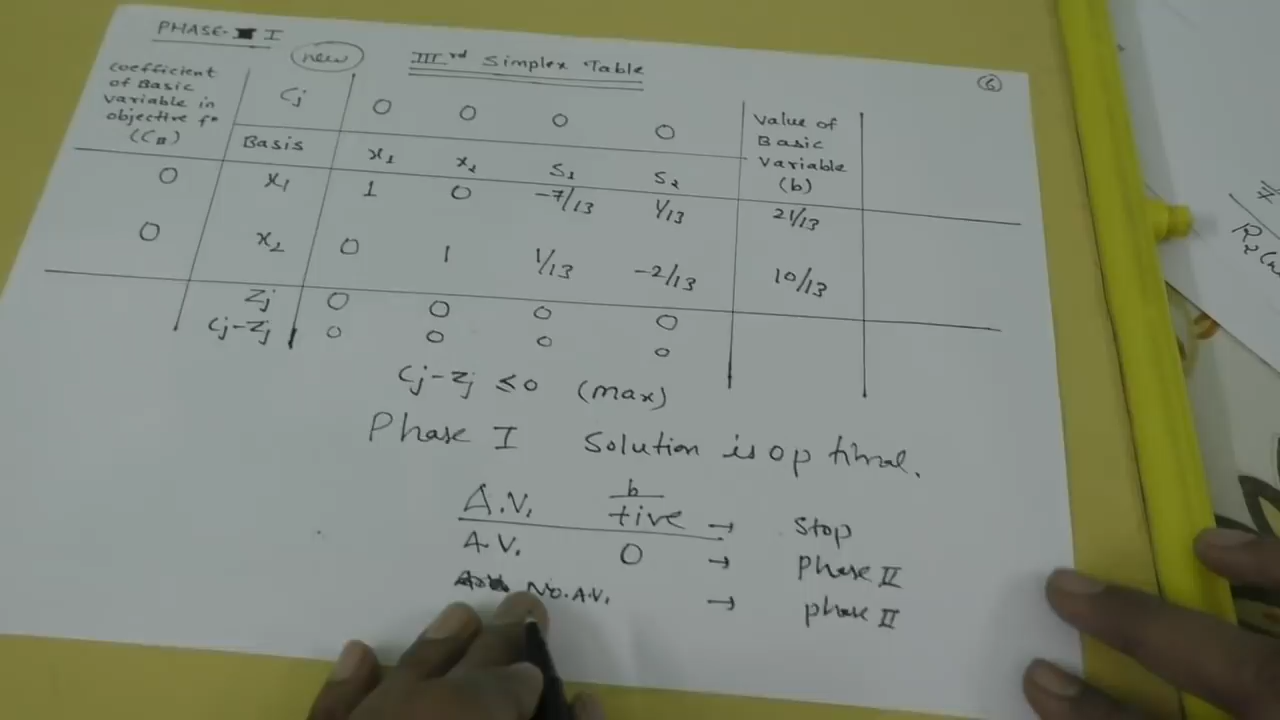 PHASE-I
new
IIIrd Simplex Table
6
Coefficient of Basic variable in objective fn (CB)
Cj 0 0 0 0
Value of Basic Variable (b)
Basis x1 x2 S1 S2
0 x1 1 0 -7/13 1/13 21/13
0 x2 0 1 1/13 -2/13 10/13
Zj 0 0 0 0
Cj-Zj 0 0 0 0
Cj-Zj ≤0 (max)
Phase I Solution is optimal.
b
A.V. +ive → Stop
A.V. 0 → Phase II
No.A.V. → phase II